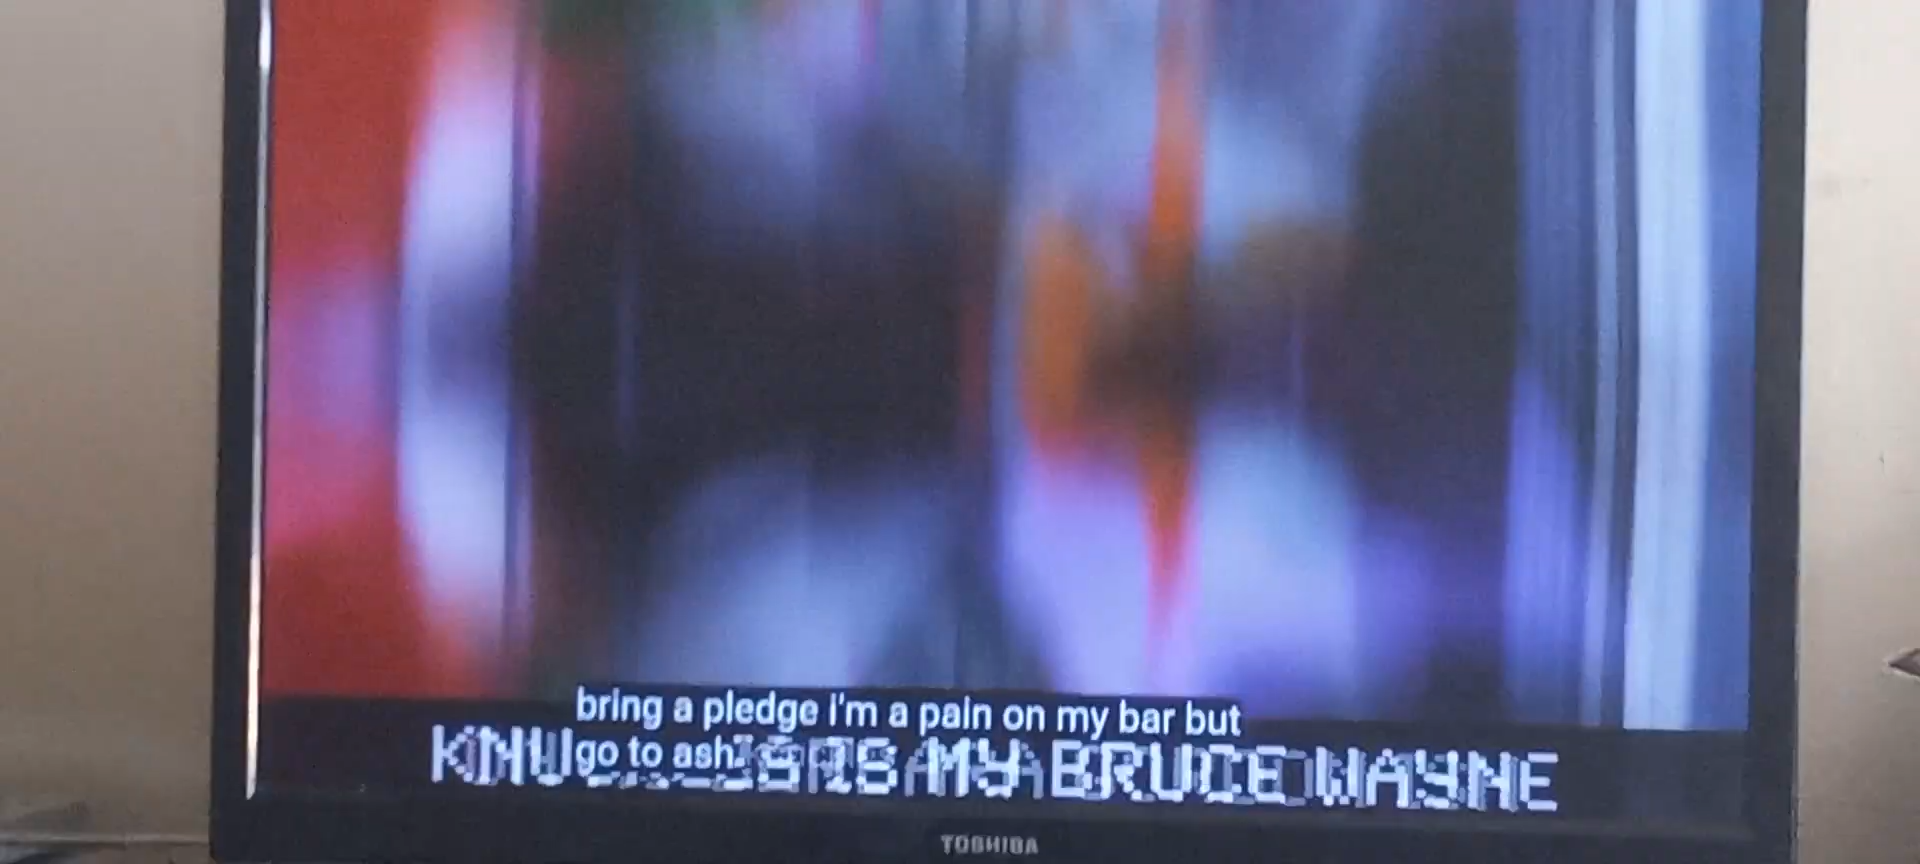 bring a pledge i'm a pain on my bar but
go to ash
MY BRUCE WAYNE
TOSHIBA